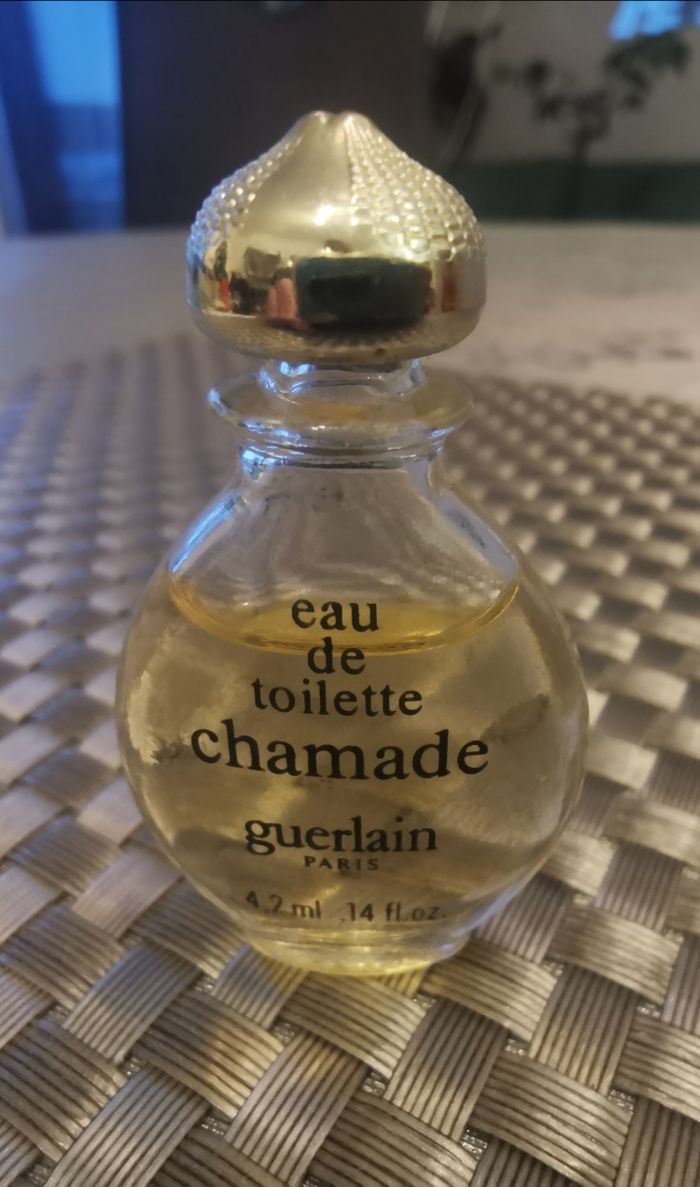 eau
de
toilette
chamade
guerlain
PARIS
4.2 ml .14 fl.oz.